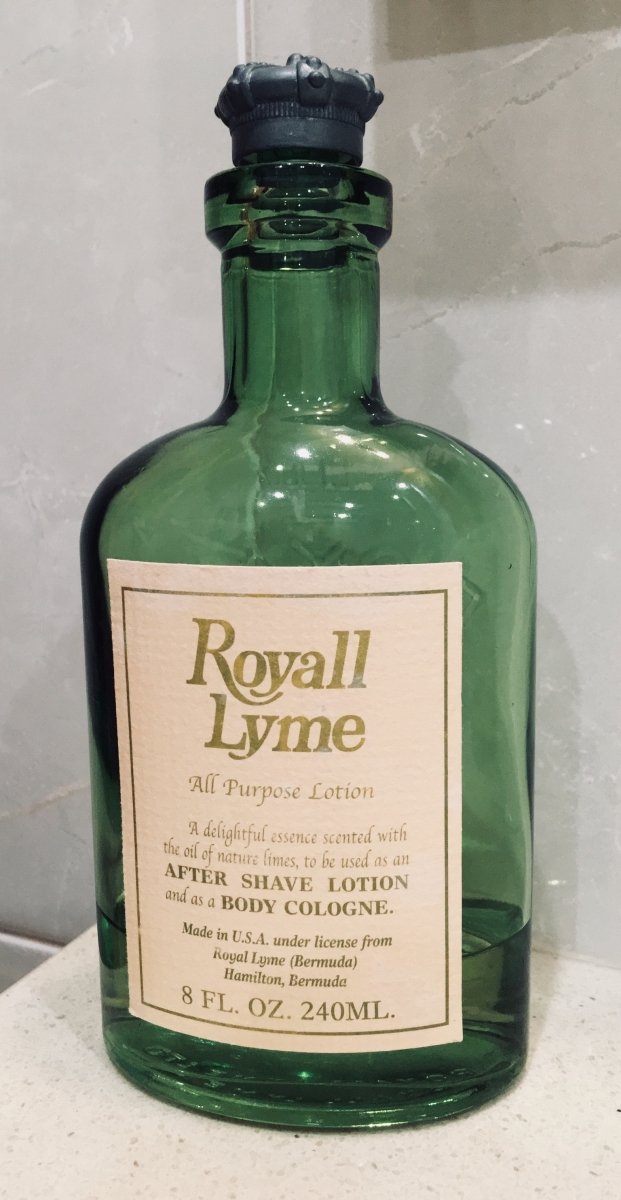 Royall
Lyme
All Purpose Lotion
A delightful essence scented with
the oil of nature limes, to be used as an
AFTER SHAVE LOTION
and as a BODY COLOGNE.
Made in U.S.A. under license from
Royal Lyme (Bermuda)
Hamilton, Bermuda
8 FL. OZ. 240ML.